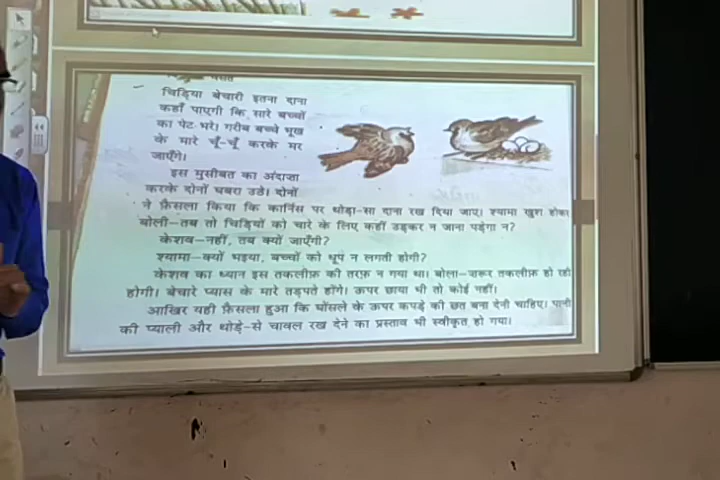 चिड़िया बेचारी इतना दाना
कहाँ पाएगी कि सारे बच्चों
का पेट भरे। गरीब बच्चे भूख
के मारे चूँ-चूँ करके मर
जाएँगे।
इस मुसीबत का अंदाज़ा
करके दोनों घबरा उठे। दोनों
ने फ़ैसला किया कि कार्निस पर थोड़ा-सा दाना रख दिया जाए। श्यामा खुश होकर
बोली–तब तो चिड़ियों को चारे के लिए कहीं उड़कर न जाना पड़ेगा न?
केशव–नहीं, तब क्यों जाएँगी?
श्यामा–क्यों भइया, बच्चों को धूप न लगती होगी?
केशव का ध्यान इस तकलीफ़ की तरफ़ न गया था। बोला–ज़रूर तकलीफ़ हो रही
होगी। बेचारे प्यास के मारे तड़पते होंगे। ऊपर छाया भी तो कोई नहीं।
आखिर यही फ़ैसला हुआ कि घोंसले के ऊपर कपड़े की छत बना देनी चाहिए। पानी
की प्याली और थोड़े-से चावल रख देने का प्रस्ताव भी स्वीकृत हो गया।